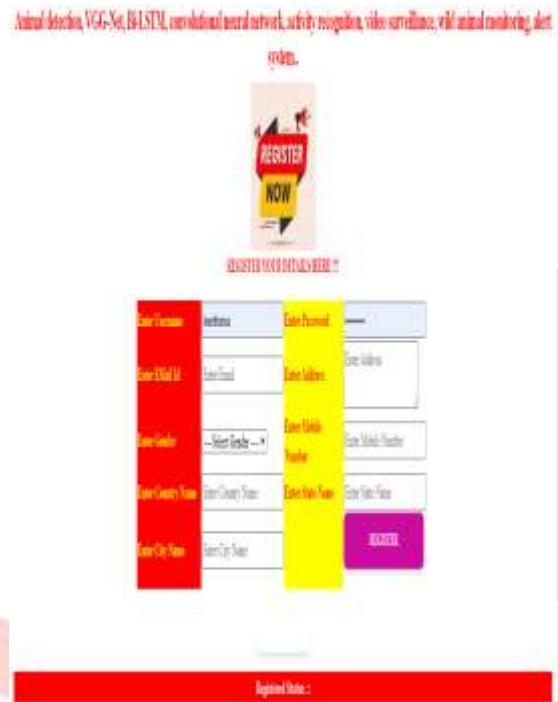 Animal detection, VGG-Net, Bi-LSTM, convolutional neural network, activity recognition, video surveillance, wild animal monitoring, alert
system..
REGISTER
NOW
REGISTER YOUR DETAILS HERE !!!
Enter Username
Enter Password
Enter EMail Id
Enter Email
Enter Address
Enter Address
Enter Gender
---Select Gender ---
Enter Mobile
Number
Enter Mobile Number
Enter Country Name
Enter Country Name
Enter State Name
Enter State Name
Enter City Name
Enter City Name
REGISTER
Registered Status ::